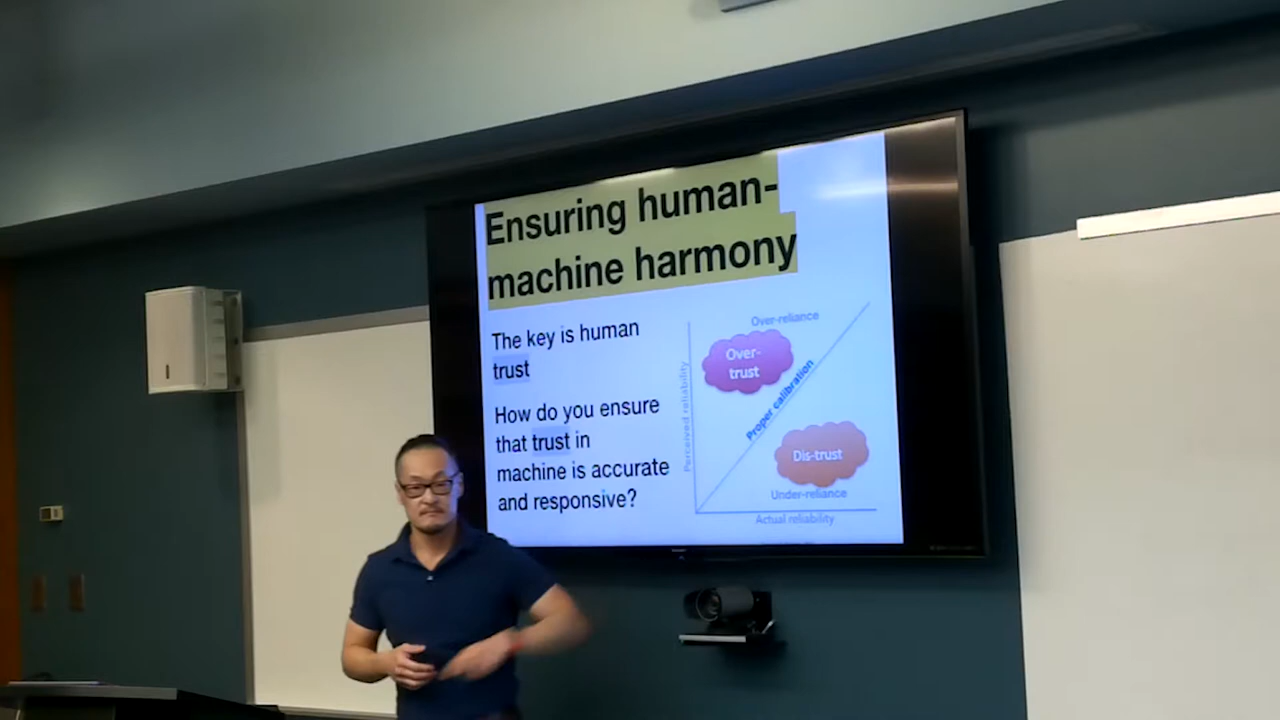 Ensuring human-
machine harmony
The key is human
trust
How do you ensure
that trust in
machine is accurate
and responsive?
Over-reliance
Over-
trust
Perceived reliability
Proper calibration
Dis-trust
Under-reliance
Actual reliability